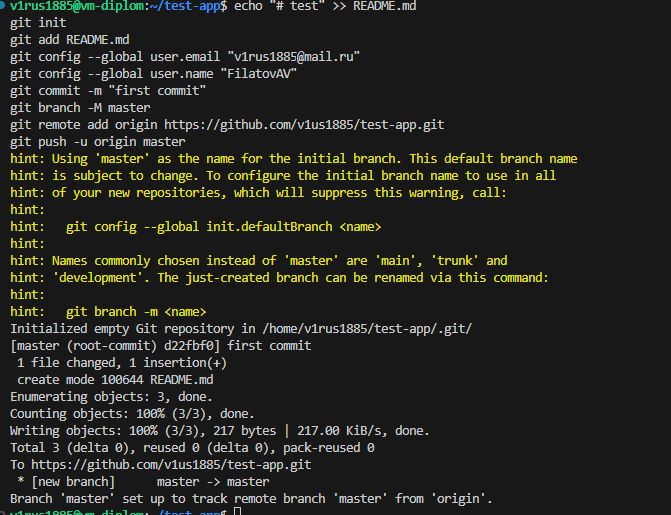 v1rus1885@vm-diplom:~/test-app$ echo "# test" >> README.md
git init
git add README.md
git config --global user.email "v1rus1885@mail.ru"
git config --global user.name "FilatovAV"
git commit -m "first commit"
git branch -M master
git remote add origin https://github.com/v1us1885/test-app.git
git push -u origin master
hint: Using 'master' as the name for the initial branch. This default branch name
hint: is subject to change. To configure the initial branch name to use in all
hint: of your new repositories, which will suppress this warning, call:
hint:
hint:   git config --global init.defaultBranch <name>
hint:
hint: Names commonly chosen instead of 'master' are 'main', 'trunk' and
hint: 'development'. The just-created branch can be renamed via this command:
hint:
hint:   git branch -m <name>
Initialized empty Git repository in /home/v1rus1885/test-app/.git/
[master (root-commit) d22fbf0] first commit
 1 file changed, 1 insertion(+)
 create mode 100644 README.md
Enumerating objects: 3, done.
Counting objects: 100% (3/3), done.
Writing objects: 100% (3/3), 217 bytes | 217.00 KiB/s, done.
Total 3 (delta 0), reused 0 (delta 0), pack-reused 0
To https://github.com/v1us1885/test-app.git
 * [new branch]      master -> master
Branch 'master' set up to track remote branch 'master' from 'origin'.
v1rus1885@vm-diplom:~/test-app$